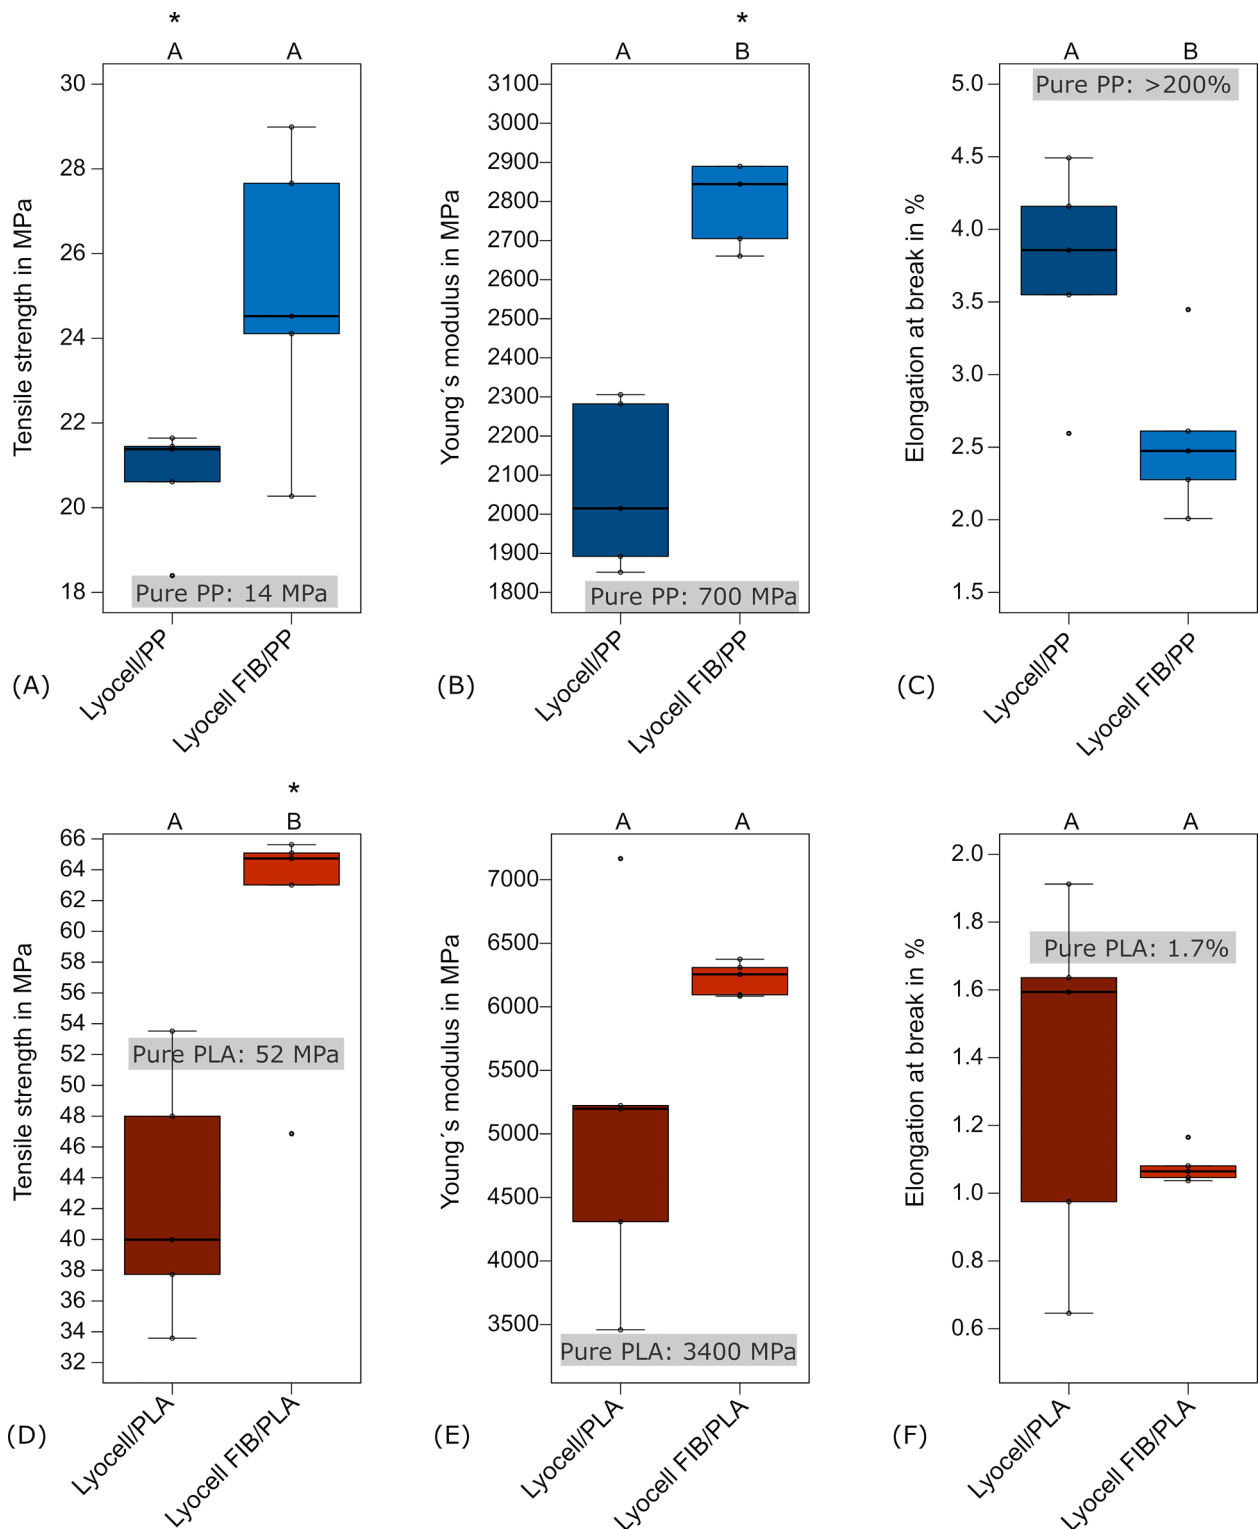 *
A A
30
28
26
24
22
20
18
Tensile strength in MPa
Pure PP: 14 MPa
Lyocell/PP
Lyocell FIB/PP
(A)
*
A B
3100
3000
2900
2800
2700
2600
2500
2400
2300
2200
2100
2000
1900
1800
Young´s modulus in MPa
Pure PP: 700 MPa
Lyocell/PP
Lyocell FIB/PP
(B)
A B
5.0
4.5
4.0
3.5
3.0
2.5
2.0
1.5
Elongation at break in %
Pure PP: >200%
Lyocell/PP
Lyocell FIB/PP
(C)
*
A B
66
64
62
60
58
56
54
52
50
48
46
44
42
40
38
36
34
32
Tensile strength in MPa
Pure PLA: 52 MPa
Lyocell/PLA
Lyocell FIB/PLA
(D)
A A
7000
6500
6000
5500
5000
4500
4000
3500
Young´s modulus in MPa
Pure PLA: 3400 MPa
Lyocell/PLA
Lyocell FIB/PLA
(E)
A A
2.0
1.8
1.6
1.4
1.2
1.0
0.8
0.6
Elongation at break in %
Pure PLA: 1.7%
Lyocell/PLA
Lyocell FIB/PLA
(F)